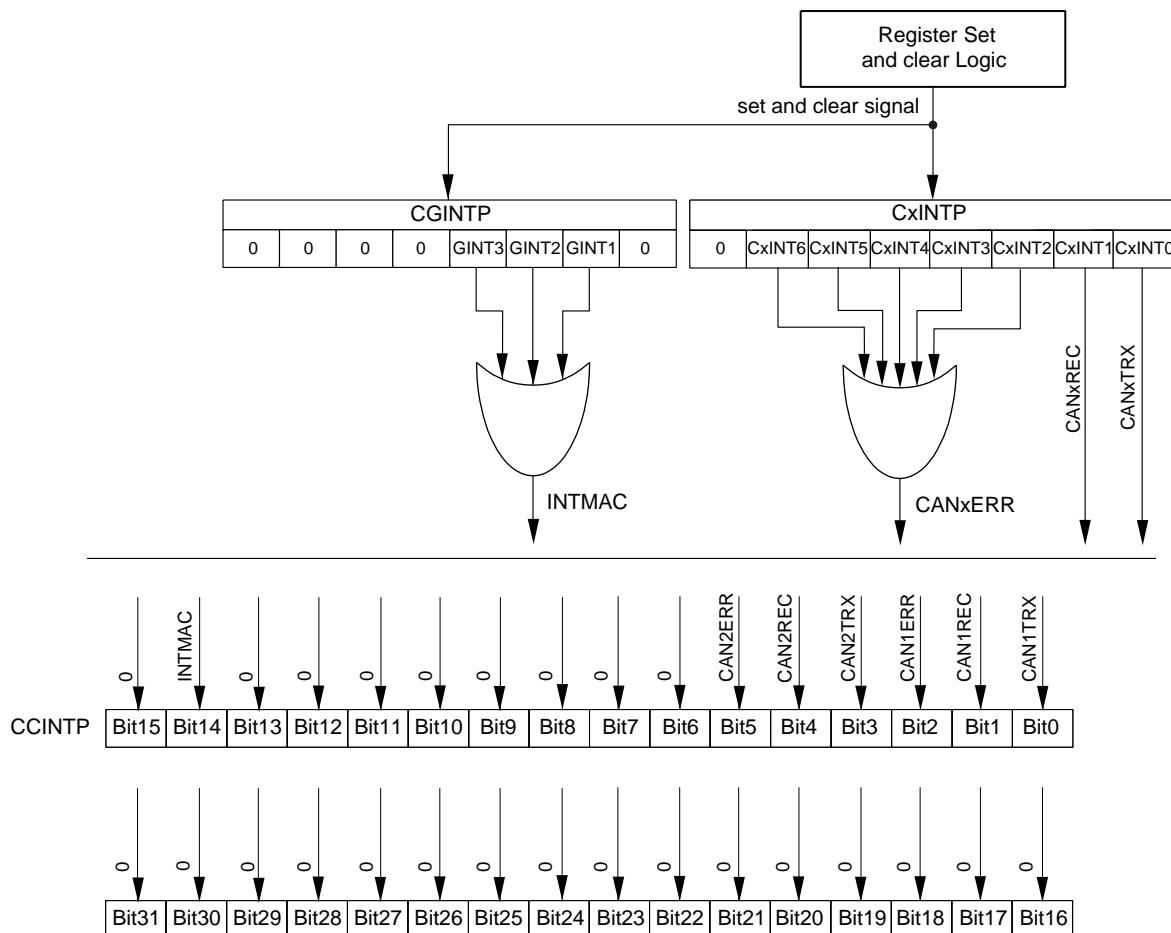 Register Set
and clear Logic
set and clear signal
CGINTP
CxINTP
0 0 0 0 GINT3 GINT2 GINT1 0
0 CxINT6 CxINT5 CxINT4 CxINT3 CxINT2 CxINT1 CxINT0
CANxREC
CANxTRX
INTMAC
CANxERR
0 INTMAC 0 0 0 0 0 0 0 0 CAN2ERR CAN2REC CAN2TRX CAN1ERR CAN1REC CAN1TRX
CCINTP Bit15 Bit14 Bit13 Bit12 Bit11 Bit10 Bit9 Bit8 Bit7 Bit6 Bit5 Bit4 Bit3 Bit2 Bit1 Bit0
0 0 0 0 0 0 0 0 0 0 0 0 0 0 0 0
Bit31 Bit30 Bit29 Bit28 Bit27 Bit26 Bit25 Bit24 Bit23 Bit22 Bit21 Bit20 Bit19 Bit18 Bit17 Bit16